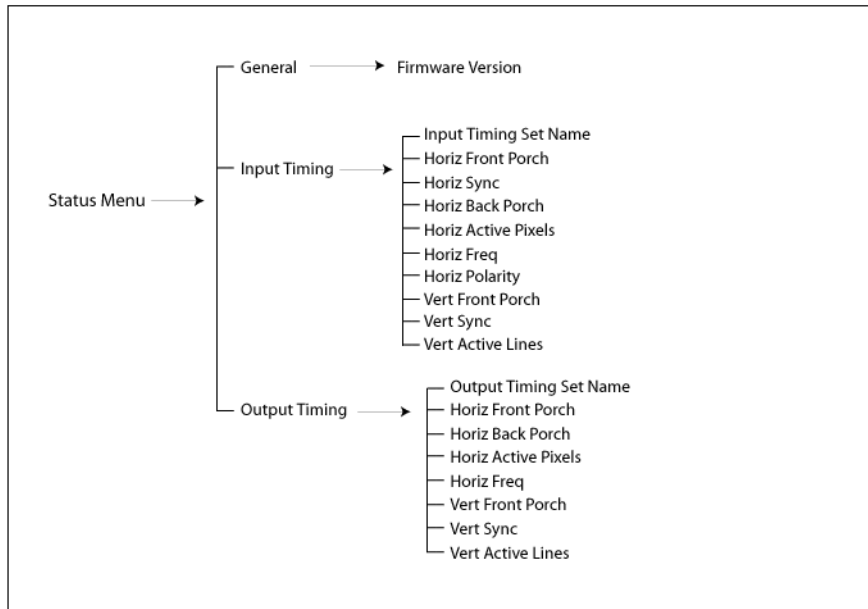 General
Firmware Version
Input Timing
Input Timing Set Name
Horiz Front Porch
Horiz Sync
Horiz Back Porch
Horiz Active Pixels
Horiz Freq
Horiz Polarity
Vert Front Porch
Vert Sync
Vert Active Lines
Status Menu
Output Timing
Output Timing Set Name
Horiz Front Porch
Horiz Back Porch
Horiz Active Pixels
Horiz Freq
Vert Front Porch
Vert Sync
Vert Active Lines